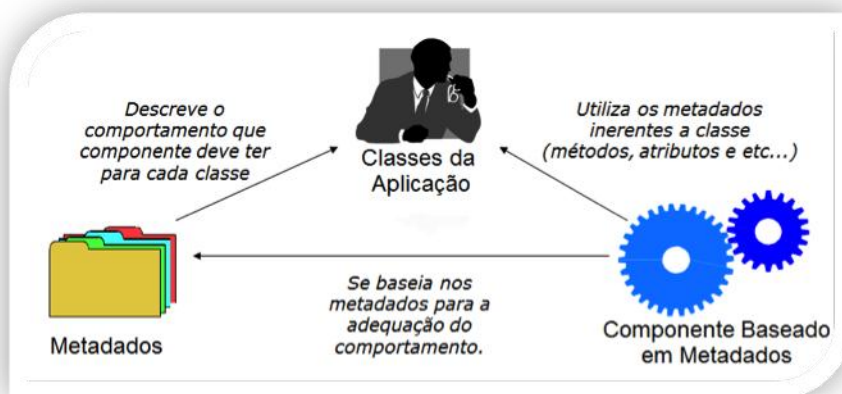 Descreve o
comportamento que
componente deve ter
para cada classe
Classes da
Aplicação
Utiliza os metadados
inerentes a classe
(métodos, atributos e etc...)
Metadados
Se baseia nos
metadados para a
adequação do
comportamento.
Componente Baseado
em Metadados